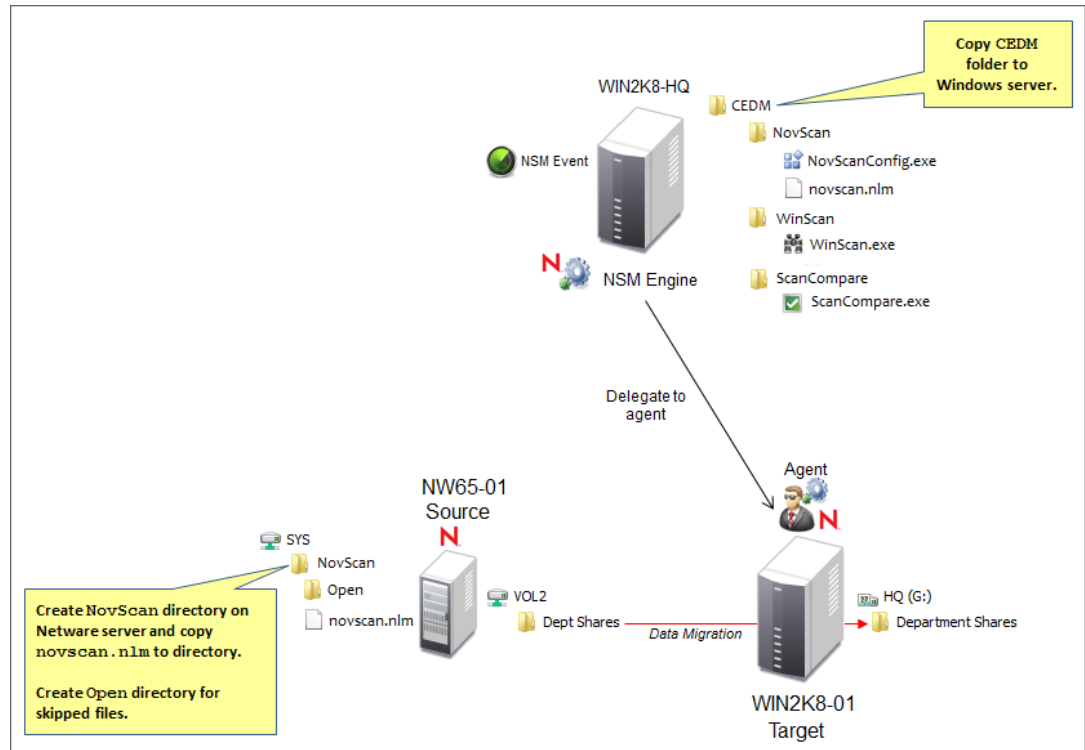 Copy CEDM
folder to
Windows server.
WIN2K8-HQ
CEDM
NovScan
NSM Event
NovScanConfig.exe
novscan.nlm
WinScan
WinScan.exe
N
NSM Engine
ScanCompare
ScanCompare.exe
Delegate to
agent
Agent
N
NW65-01
Source
N
SYS
NovScan
Open
novscan.nlm
VOL2
Dept Shares
Data Migration
HQ (G:)
Department Shares
Create NovScan directory on
Netware server and copy
novscan.nlm to directory.
Create Open directory for
skipped files.
WIN2K8-01
Target